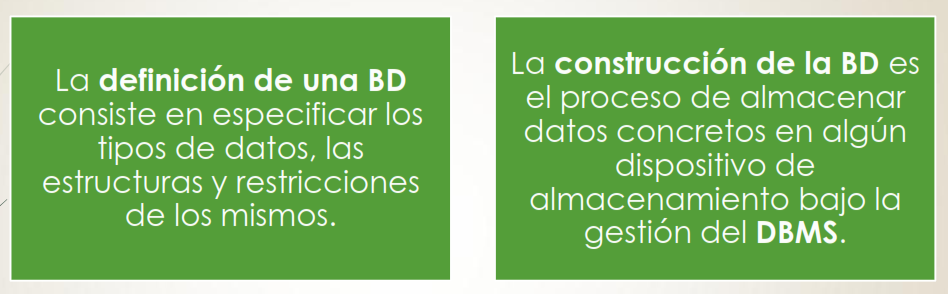 La definición de una BD
consiste en especificar los
tipos de datos, las
estructuras y restricciones
de los mismos.
La construcción de la BD es
el proceso de almacenar
datos concretos en algún
dispositivo de
almacenamiento bajo la
gestión del DBMS.